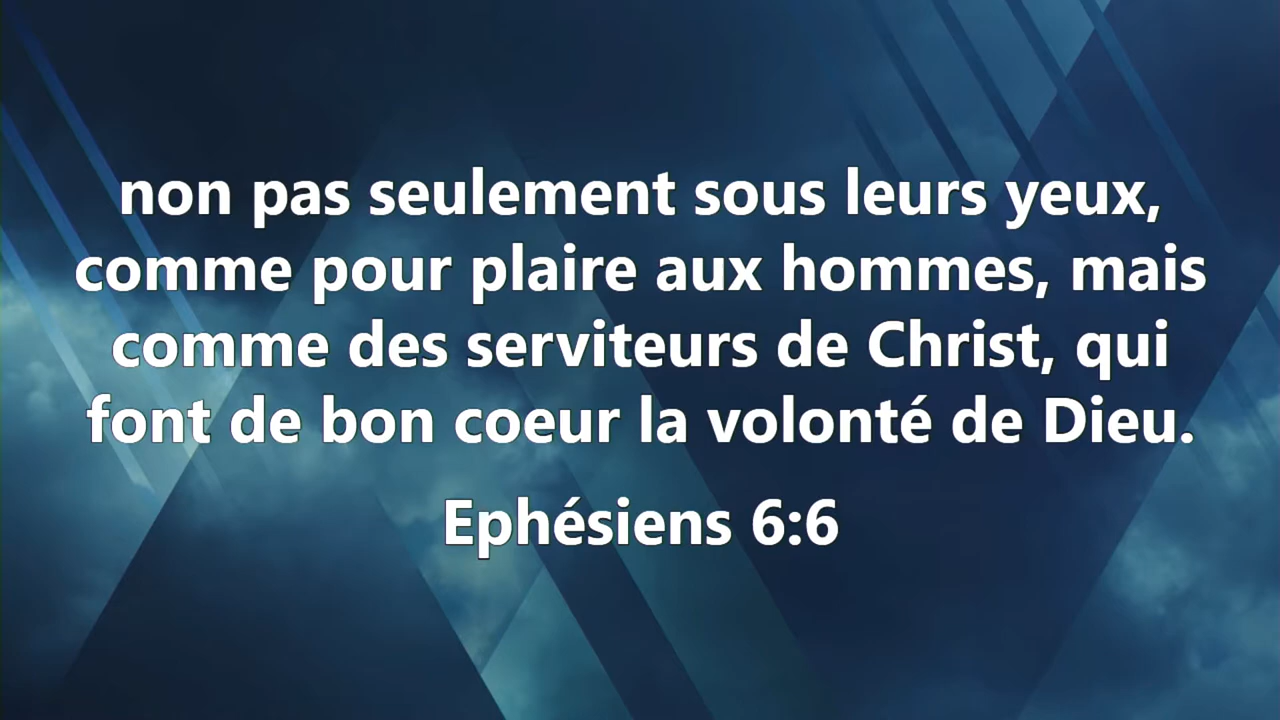 non pas seulement sous leurs yeux,
comme pour plaire aux hommes, mais
comme des serviteurs de Christ, qui
font de bon coeur la volonté de Dieu.
Ephésiens 6:6